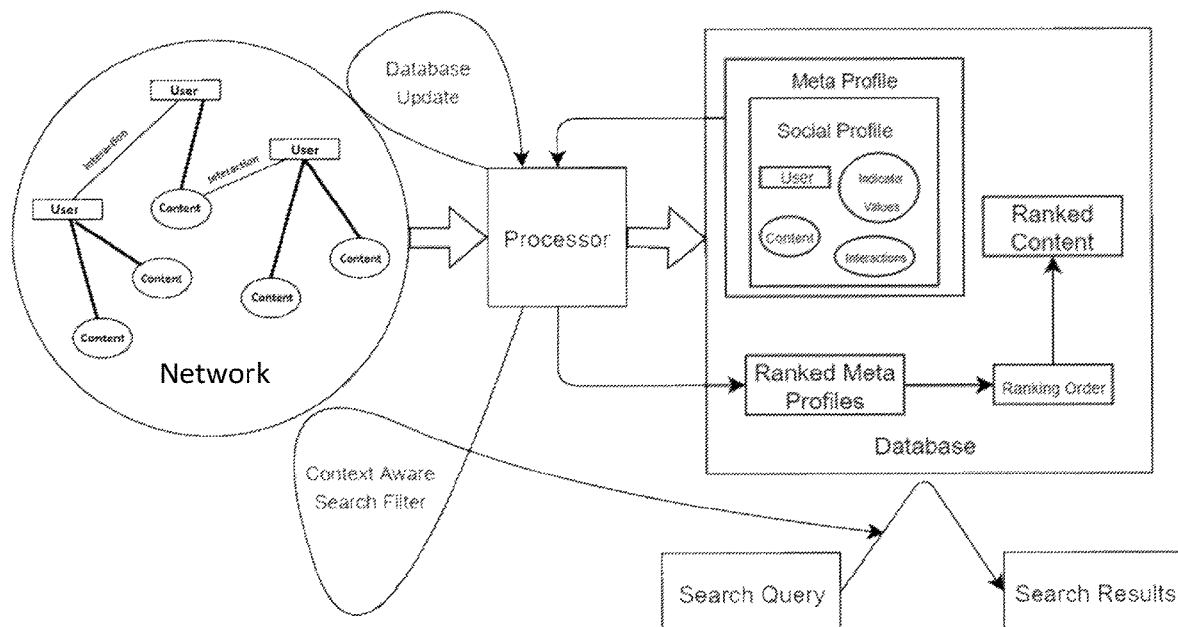 User
Interaction
Interaction
User
User
Content
Content
Content
Content
Content
Network
Database
Update
Processor
Context Aware
Search Filter
Meta Profile
Social Profile
User
Indicator
Values
Content
Interactions
Ranked
Content
Ranked Meta
Profiles
Ranking Order
Database
Search Query
Search Results